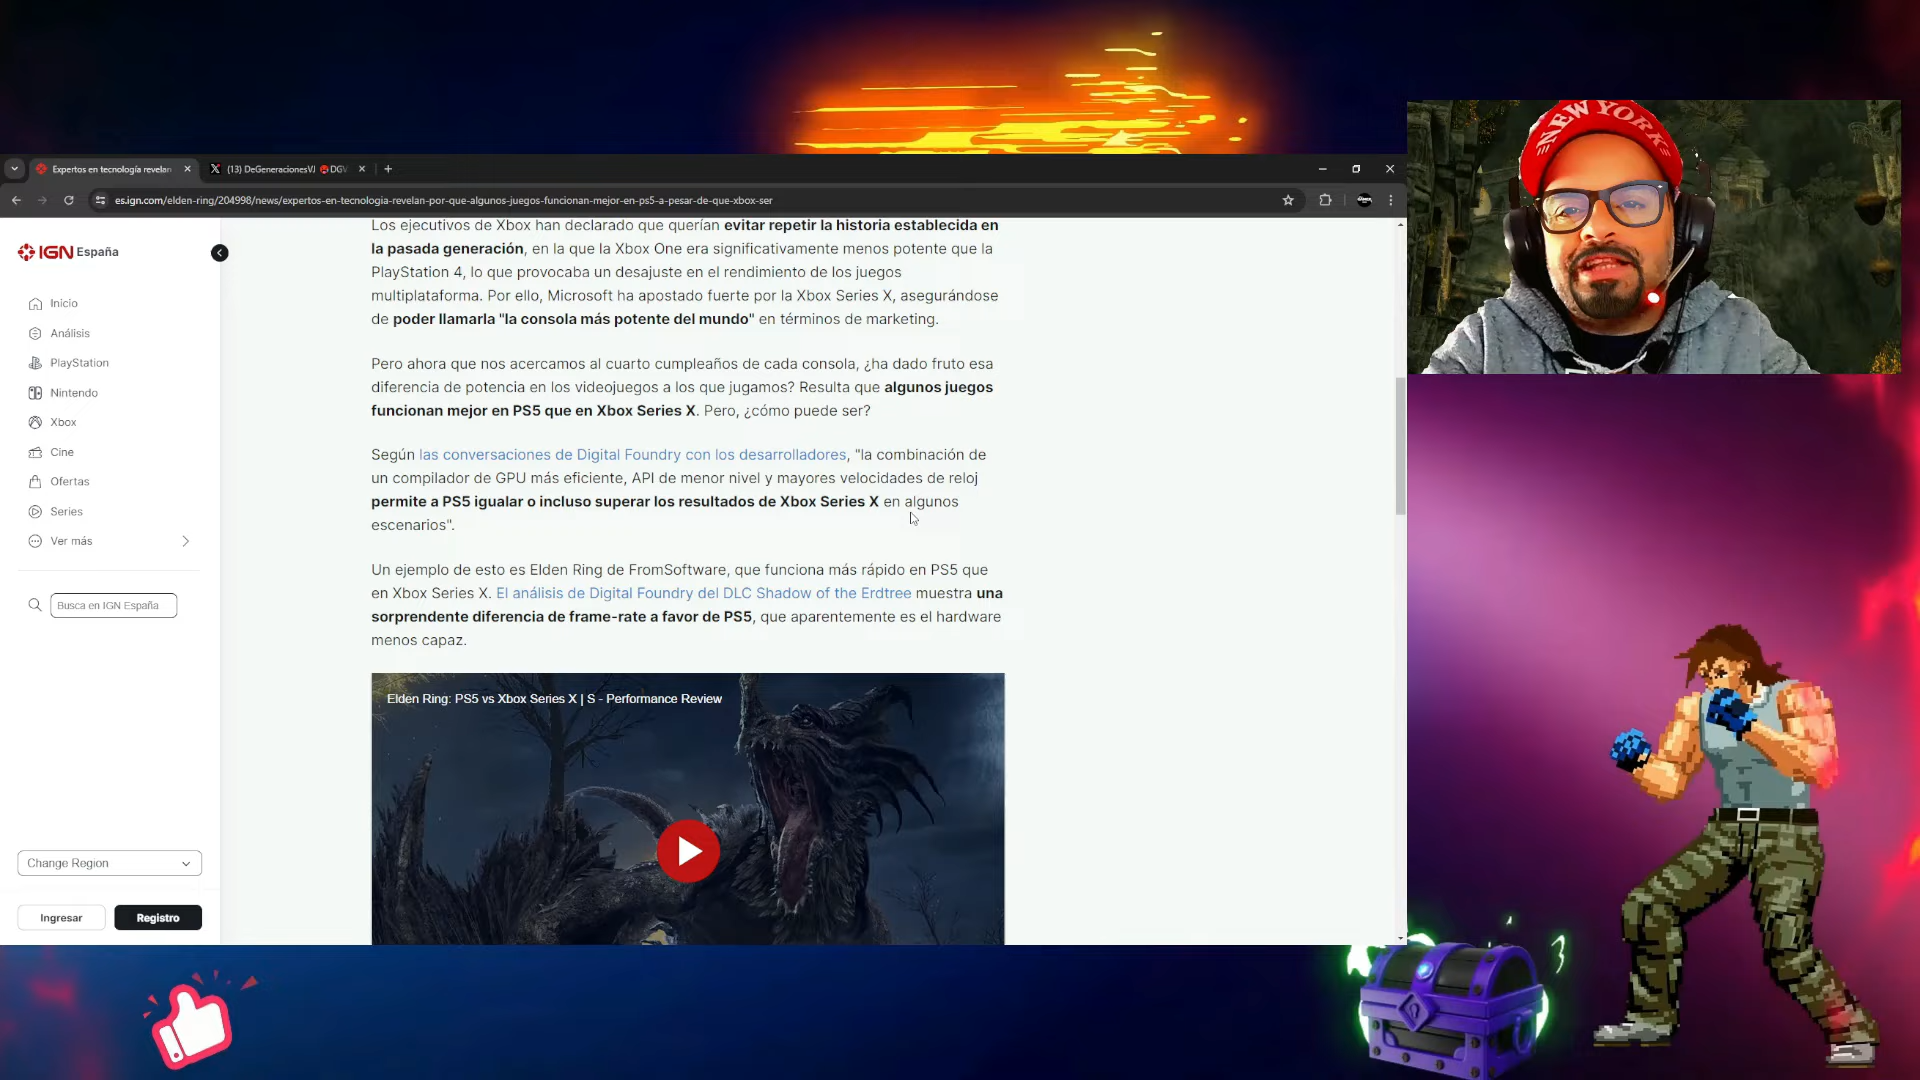 Expertos en tecnología revelan
(13) DeGeneracionesVJ DGV
es.ign.com/elden-ring/204998/news/expertos-en-tecnologia-revelan-por-que-algunos-juegos-funcionan-mejor-en-ps5-a-pesar-de-que-xbox-ser
IGN España
Inicio
Análisis
PlayStation
Nintendo
Xbox
Cine
Ofertas
Series
Ver más
Busca en IGN España
Change Region
Ingresar
Registro
Los ejecutivos de Xbox han declarado que querían evitar repetir la historia establecida en
la pasada generación, en la que la Xbox One era significativamente menos potente que la
PlayStation 4, lo que provocaba un desajuste en el rendimiento de los juegos
multiplataforma. Por ello, Microsoft ha apostado fuerte por la Xbox Series X, asegurándose
de poder llamarla "la consola más potente del mundo" en términos de marketing.
Pero ahora que nos acercamos al cuarto cumpleaños de cada consola, ¿ha dado fruto esa
diferencia de potencia en los videojuegos a los que jugamos? Resulta que algunos juegos
funcionan mejor en PS5 que en Xbox Series X. Pero, ¿cómo puede ser?
Según las conversaciones de Digital Foundry con los desarrolladores, "la combinación de
un compilador de GPU más eficiente, API de menor nivel y mayores velocidades de reloj
permite a PS5 igualar o incluso superar los resultados de Xbox Series X en algunos
escenarios".
Un ejemplo de esto es Elden Ring de FromSoftware, que funciona más rápido en PS5 que
en Xbox Series X. El análisis de Digital Foundry del DLC Shadow of the Erdtree muestra una
sorprendente diferencia de frame-rate a favor de PS5, que aparentemente es el hardware
menos capaz.
Elden Ring: PS5 vs Xbox Series X | S - Performance Review
NEW YORK